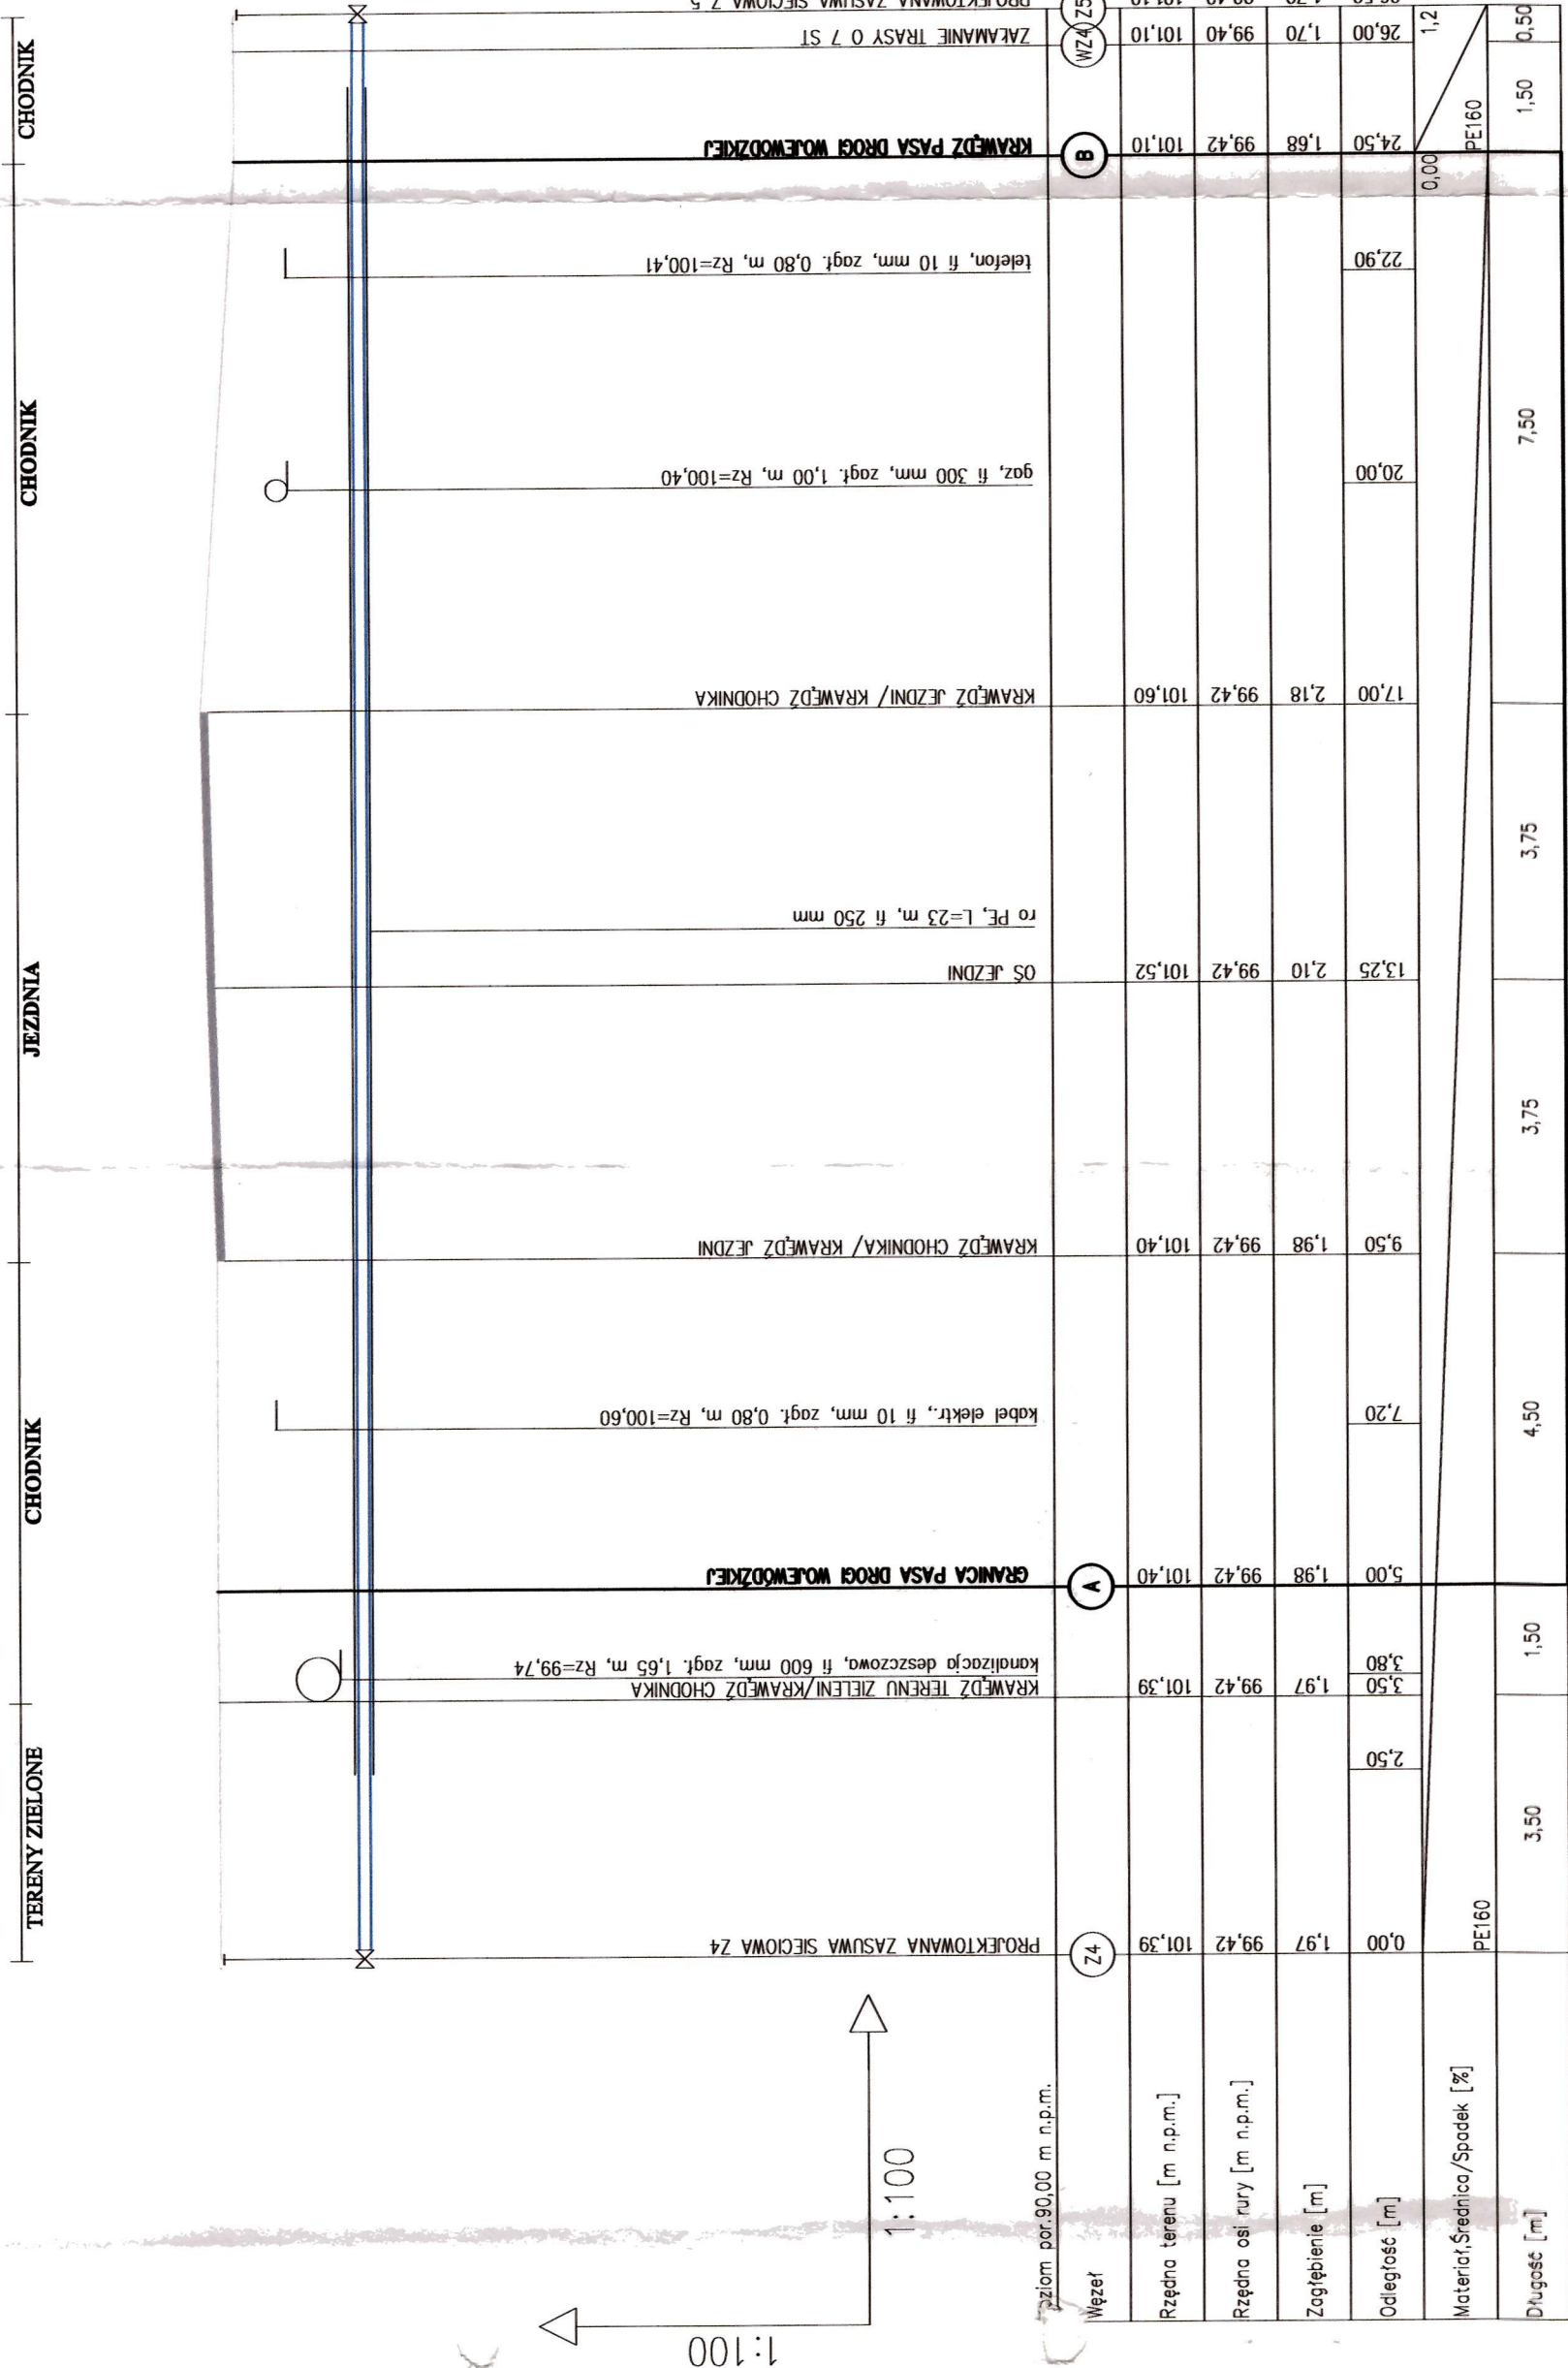 TERENY ZIELONE
CHODNIK
JEZDNIA
CHODNIK
CHODNIK
1:100
1:100
PROJEKTOWANA ZASUWA SIECIOWA Z4
KRAWĘDŹ TERENU ZIELENI/KRAWĘDŹ CHODNIKA
kanalizacja deszczowa, fi 600 mm, zagł. 1,65 m, Rz=99,74
GRANICA PASA DROGI WOJEWÓDZKIEJ
kabel elektr., fi 10 mm, zagł. 0,80 m, Rz=100,60
KRAWĘDŹ CHODNIKA/ KRAWĘDŹ JEZDNI
OŚ JEZDNI
ro PE, L=23 m, fi 250 mm
KRAWĘDŹ JEZDNI/ KRAWĘDŹ CHODNIKA
gaz, fi 300 mm, zagł. 1,00 m, Rz=100,40
telefon, fi 10 mm, zagł. 0,80 m, Rz=100,41
KRAWĘDŹ PASA DROGI WOJEWÓDZKIEJ
ZAŁAMANIE TRASY O 7 ST
PROJEKTOWANA ZASUWA SIECIOWA Z 5
por.90,00 m n.p.m.
Węzeł Z4 A B WZ4 Z5
Rzędna terenu [m n.p.m.] 101,39 101,39 101,40 101,40 101,52 101,60 101,10 101,10 101,10
Rzędna osi rury [m n.p.m.] 99,42 99,42 99,42 99,42 99,42 99,42 99,42 99,40
Zagłębienie [m] 1,97 1,97 1,98 1,98 2,10 2,18 1,68 1,70
Odległość [m] 0,00 2,50 3,50 3,80 5,00 7,20 9,50 13,25 17,00 20,00 22,90 24,50 26,00
Materiał,Średnica/Spadek [%] PE160 0,00 PE160 1,2
Długość [m] 3,50 1,50 4,50 3,75 3,75 7,50 1,50 0,50